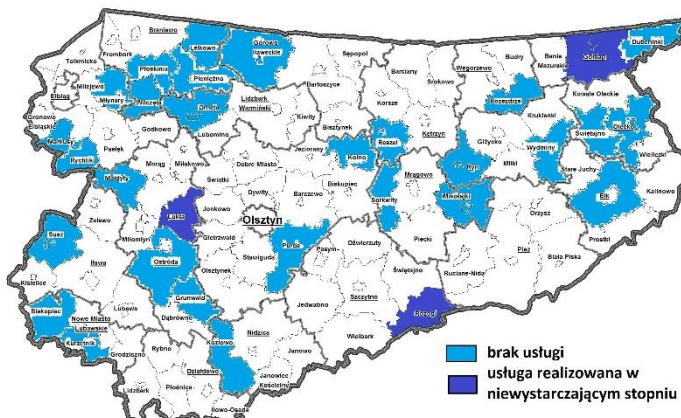 Braniewo
Lelkowo
Górowo
Iławeckie
Dubeninki
Gołdap
Frombork
Tolkmicko
Płoskinia
Pieniężno
Sępopol
Barciany
Srokowo
Węgorzewo
Budry
Banie
Mazurskie
Milejewo
Elbląg
Młynary
Wilczęta
Orneta
Lidzbark
Warmiński
Bartoszyce
Korsze
Pozezdrze
Kowale Oleckie
Gronowo
Elbląskie
Markusy
Pasłęk
Godkowo
Lubomino
Kiwity
Bisztynek
Reszel
Kętrzyn
Kruklanki
Giżycko
Świętajno
Olecko
Rychlik
Morąg
Miłakowo
Dobre Miasto
Jeziorany
Kolno
Wydminy
Wieliczki
Małdyty
Świątki
Dywity
Barczewo
Biskupiec
Mrągowo
Ryn
Miłki
Stare Juchy
Kalinowo
Zalewo
Łukta
Jonkowo
Olsztyn
Sorkwity
Mikołajki
Orzysz
Ełk
Susz
Miłomłyn
Gietrzwałd
Stawiguda
Purda
Pasym
Dźwierzuty
Piecki
Prostki
Kisielice
Iława
Ostróda
Olsztynek
Świętajno
Ruciane-Nida
Pisz
Biała Piska
Grunwald
Jedwabno
Szczytno
Biskupiec
Nowe Miasto
Lubawskie
Lubawa
Dąbrówno
Nidzica
Wielbark
Rozogi
Kurzętnik
Grodziczno
Rybno
Kozłowo
Janowo
Lidzbark
Płośnica
Działdowo
Janowiec
Kościelny
Iłowo-Osada
brak usługi
usługa realizowana w
niewystarczającym stopniu